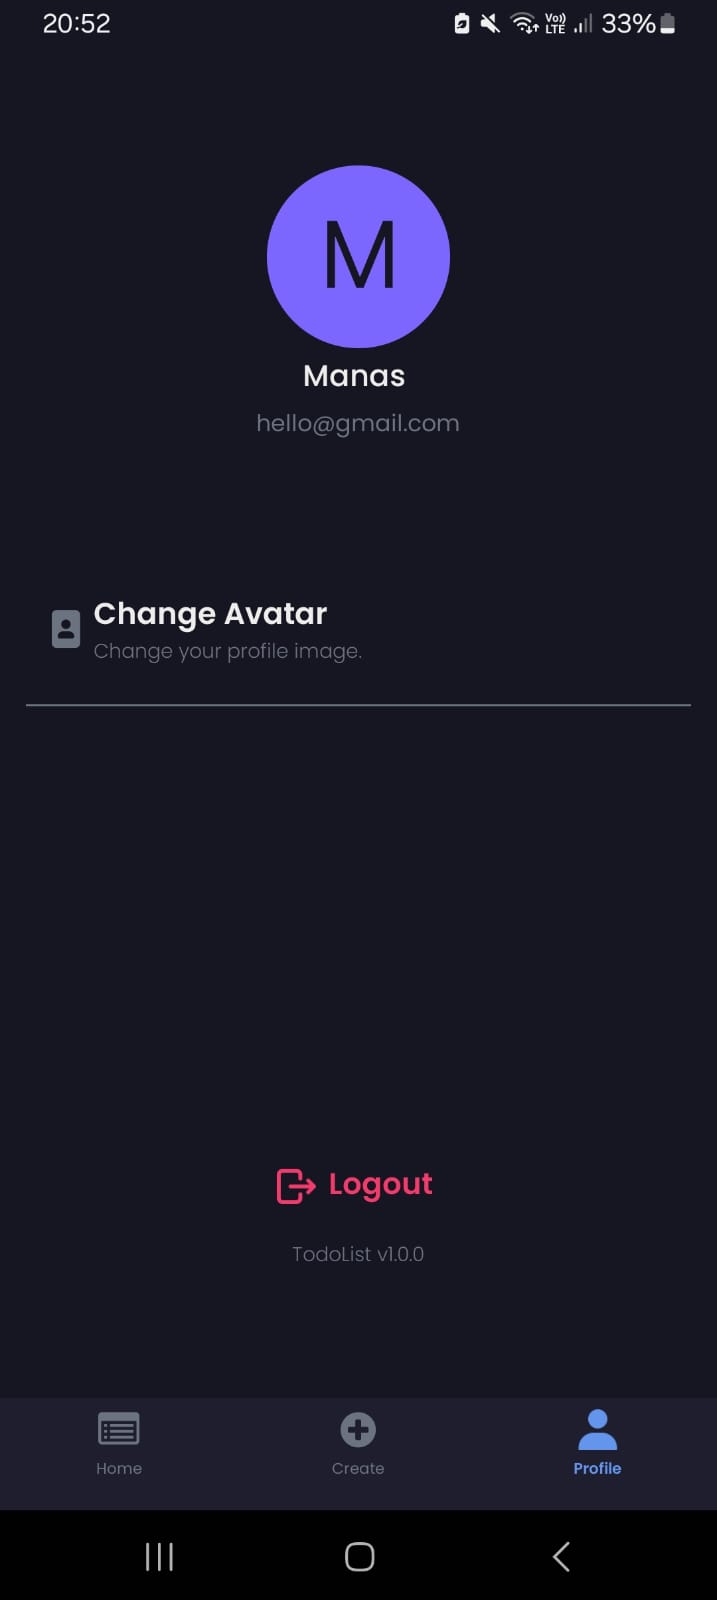 20:52
Vo)) LTE 33%
M
Manas
hello@gmail.com
Change Avatar
Change your profile image.
Logout
TodoList v1.0.0
Home Create Profile